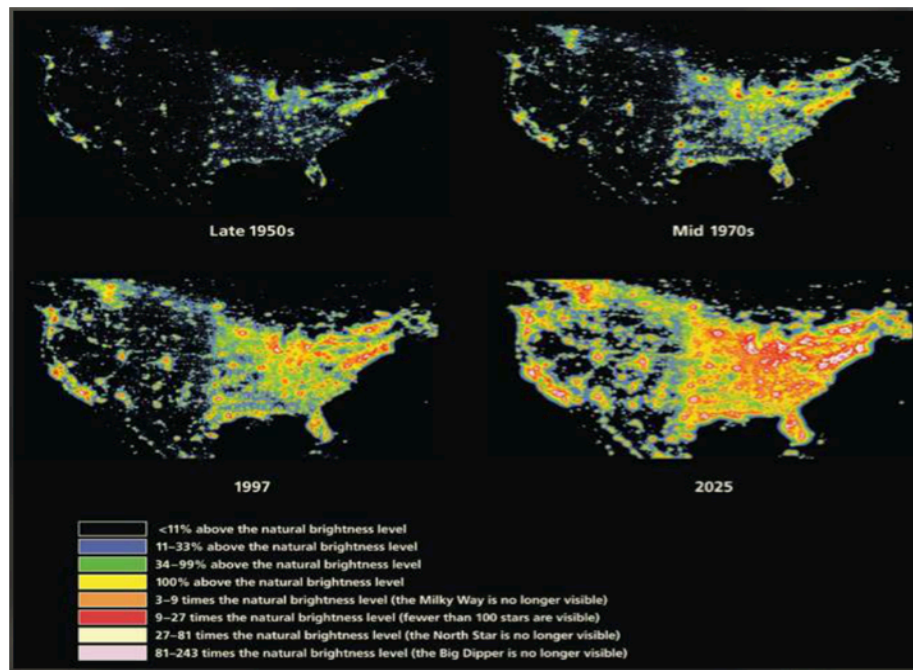 Late 1950s
Mid 1970s
1997
2025
<11% above the natural brightness level
11–33% above the natural brightness level
34–99% above the natural brightness level
100% above the natural brightness level
3–9 times the natural brightness level (the Milky Way is no longer visible)
9–27 times the natural brightness level (fewer than 100 stars are visible)
27–81 times the natural brightness level (the North Star is no longer visible)
81–243 times the natural brightness level (the Big Dipper is no longer visible)